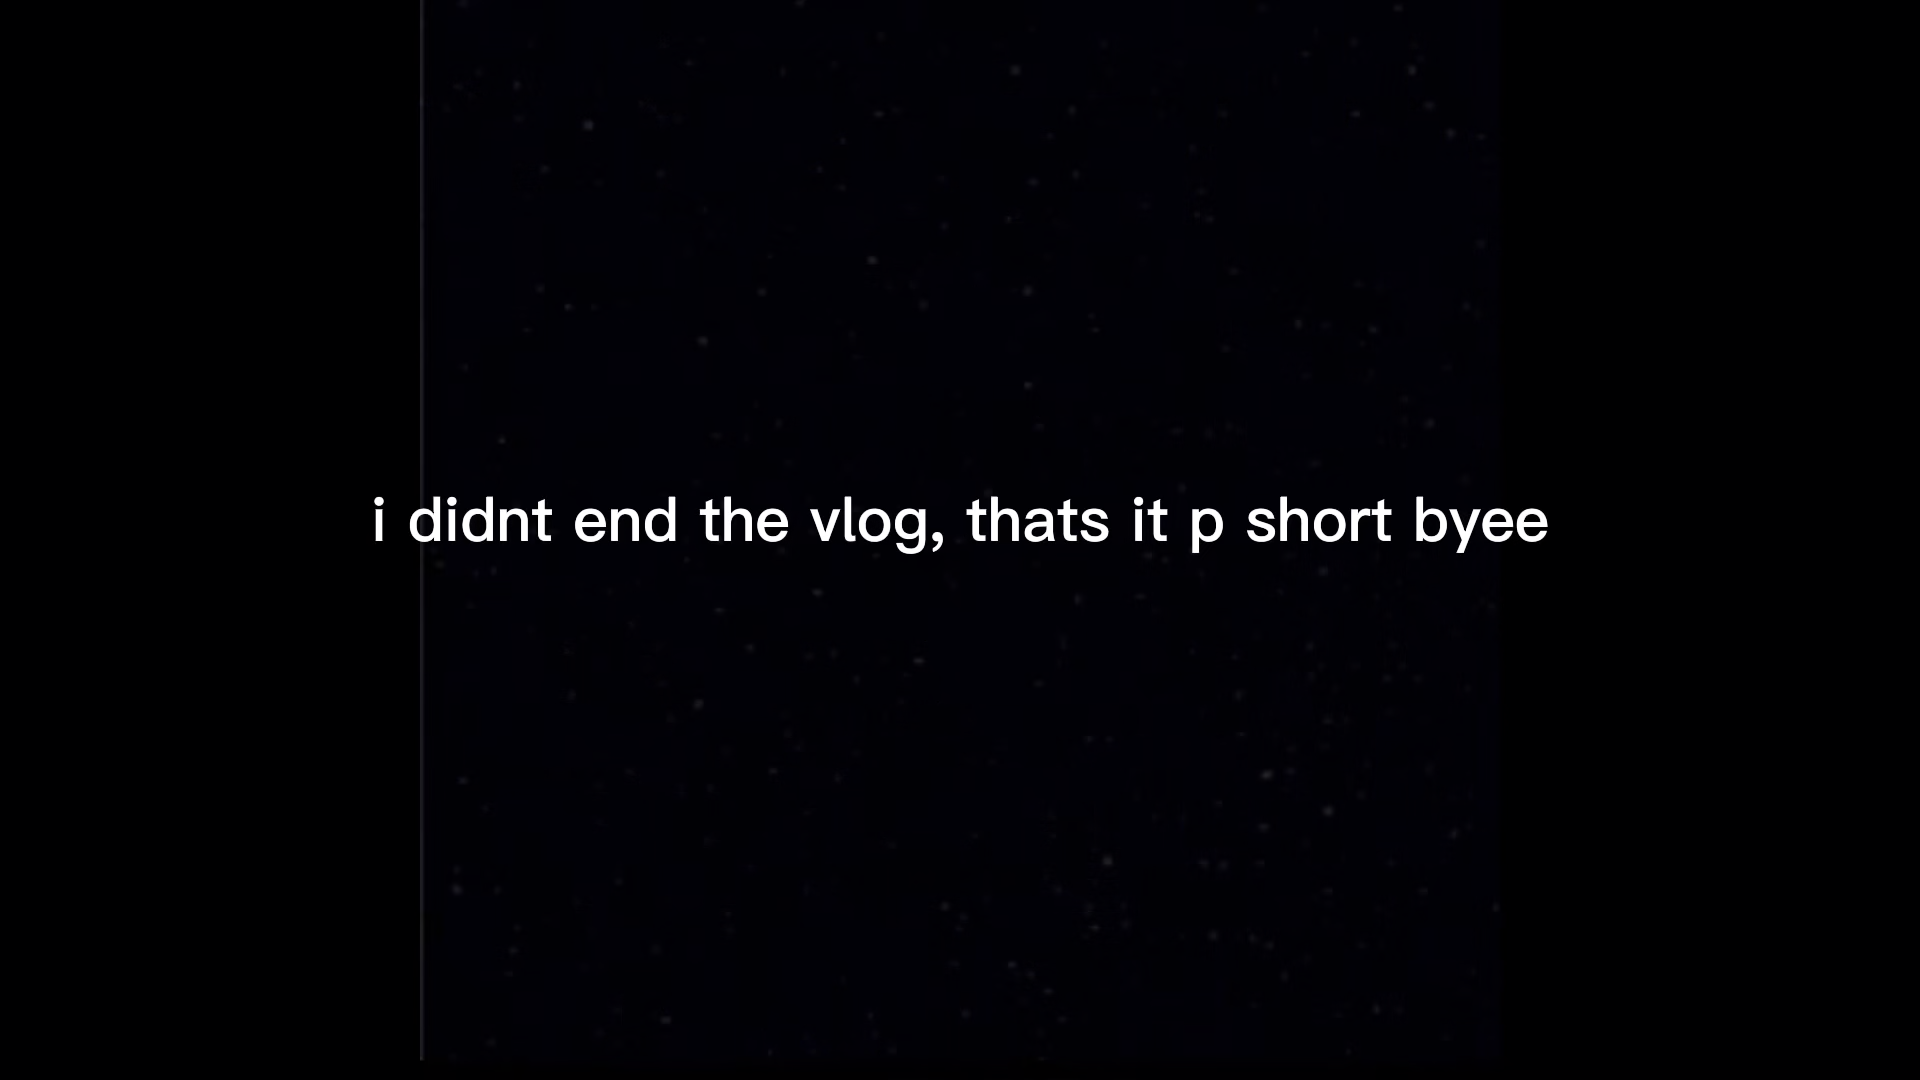 i didnt end the vlog, thats it p short byee